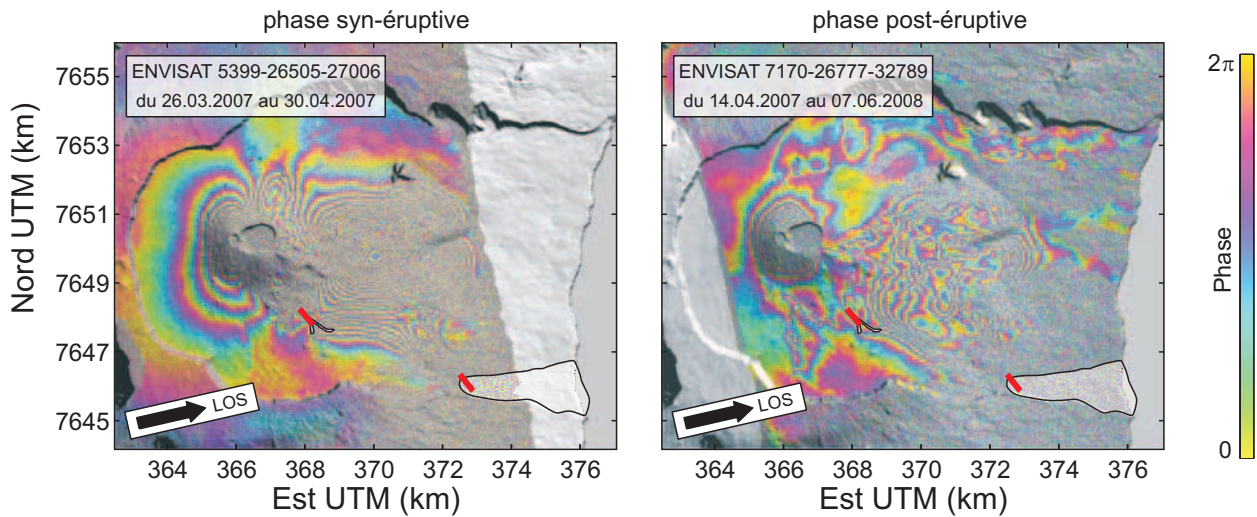 phase syn-éruptive
phase post-éruptive
ENVISAT 5399-26505-27006
du 26.03.2007 au 30.04.2007
ENVISAT 7170-26777-32789
du 14.04.2007 au 07.06.2008
7655
7653
7651
7649
7647
7645
Nord UTM (km)
LOS
LOS
364 366 368 370 372 374 376
364 366 368 370 372 374 376
Est UTM (km)
Est UTM (km)
2π
Phase
0